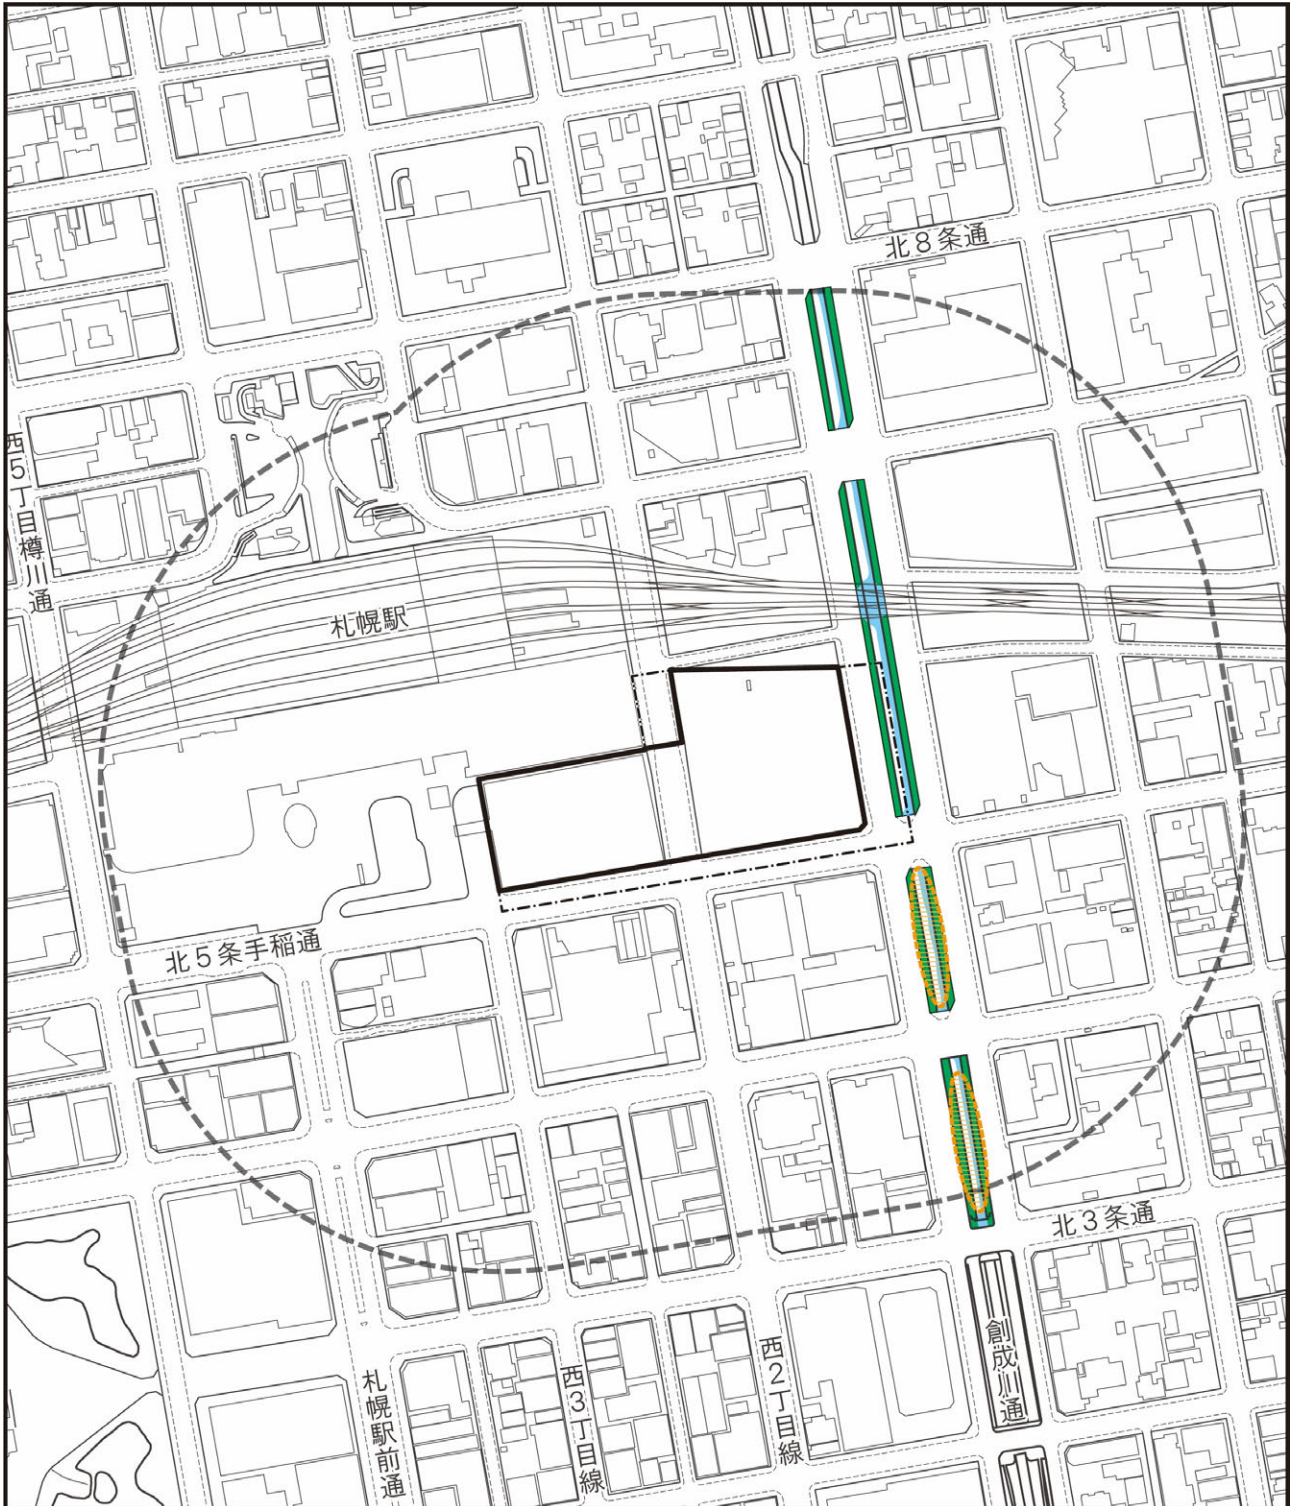 北８条通
西5丁目樽川通
札幌駅
北５条手稲通
北３条通
創成川通
西2丁目線
西3丁目線
札幌駅前通